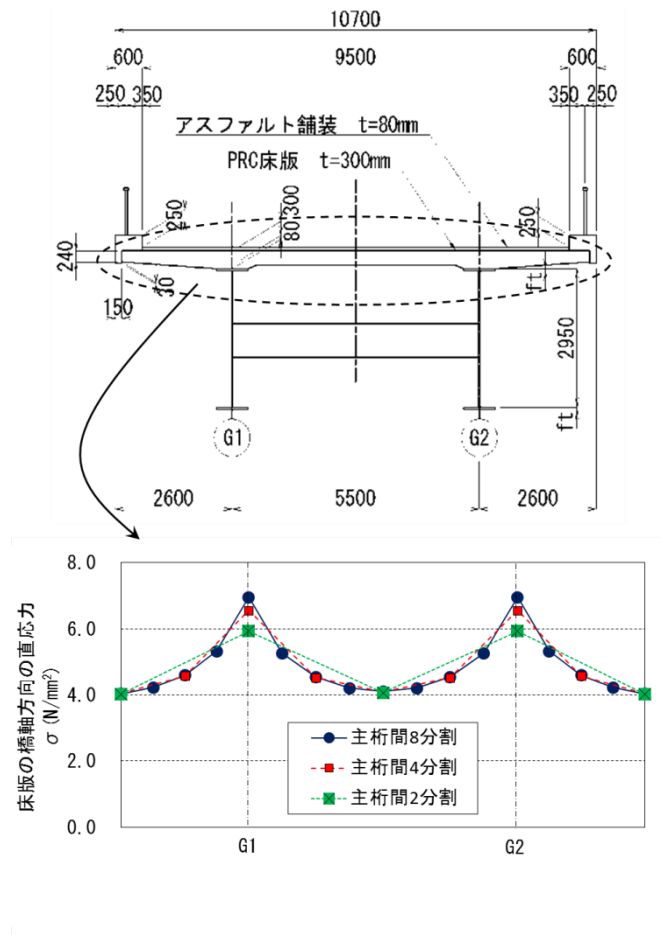 10700
600
9500
600
250
350
350
250
アスファルト舗装 t=80mm
PRC床版 t=300mm
250
300
80
250
240
150
30
ft
2950
ft
G1
G2
2600
5500
2600
床版の橋軸方向の直応力
σ (N/mm²)
8.0
6.0
4.0
2.0
0.0
主桁間8分割
主桁間4分割
主桁間2分割
G1
G2